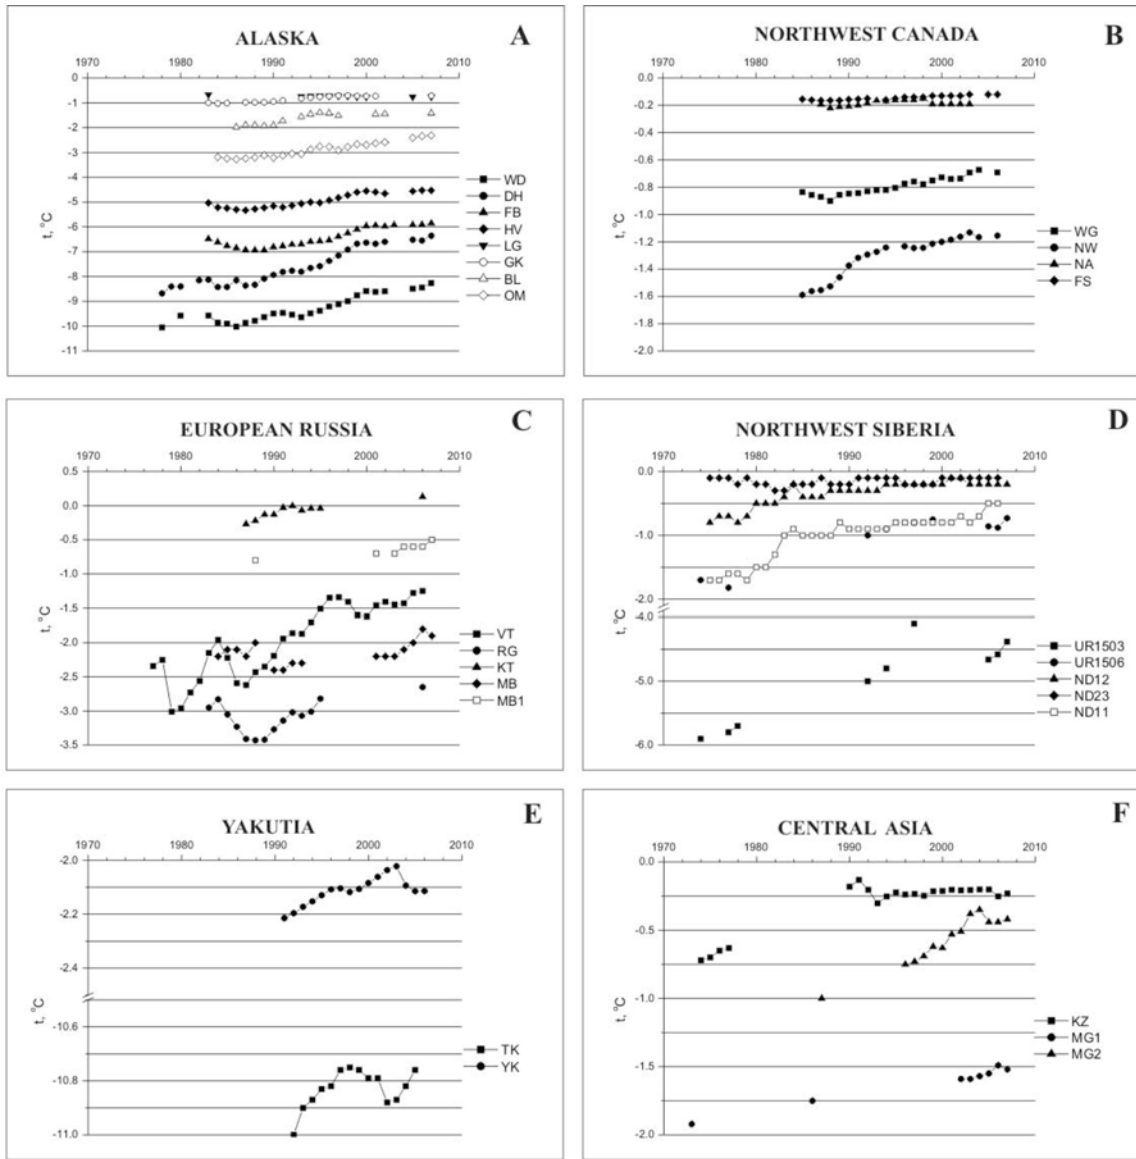 ALASKA
A
1970 1980 1990 2000 2010
0
-1
-2
-3
-4
-5
-6
-7
-8
-9
-10
-11
t, °C
WD
DH
FB
HV
LG
GK
BL
OM
NORTHWEST CANADA
B
1970 1980 1990 2000 2010
0.0
-0.2
-0.4
-0.6
-0.8
-1.0
-1.2
-1.4
-1.6
-1.8
-2.0
t, °C
WG
NW
NA
FS
EUROPEAN RUSSIA
C
1970 1980 1990 2000 2010
0.5
0.0
-0.5
-1.0
-1.5
-2.0
-2.5
-3.0
-3.5
t, °C
VT
RG
KT
MB
MB1
NORTHWEST SIBERIA
D
1970 1980 1990 2000 2010
0.0
-1.0
-2.0
-4.0
-5.0
-6.0
t, °C
UR1503
UR1506
ND12
ND23
ND11
YAKUTIA
E
1970 1980 1990 2000 2010
-2.0
-2.2
-2.4
-10.6
-10.8
-11.0
t, °C
TK
YK
CENTRAL ASIA
F
1970 1980 1990 2000 2010
0.0
-0.5
-1.0
-1.5
-2.0
t, °C
KZ
MG1
MG2